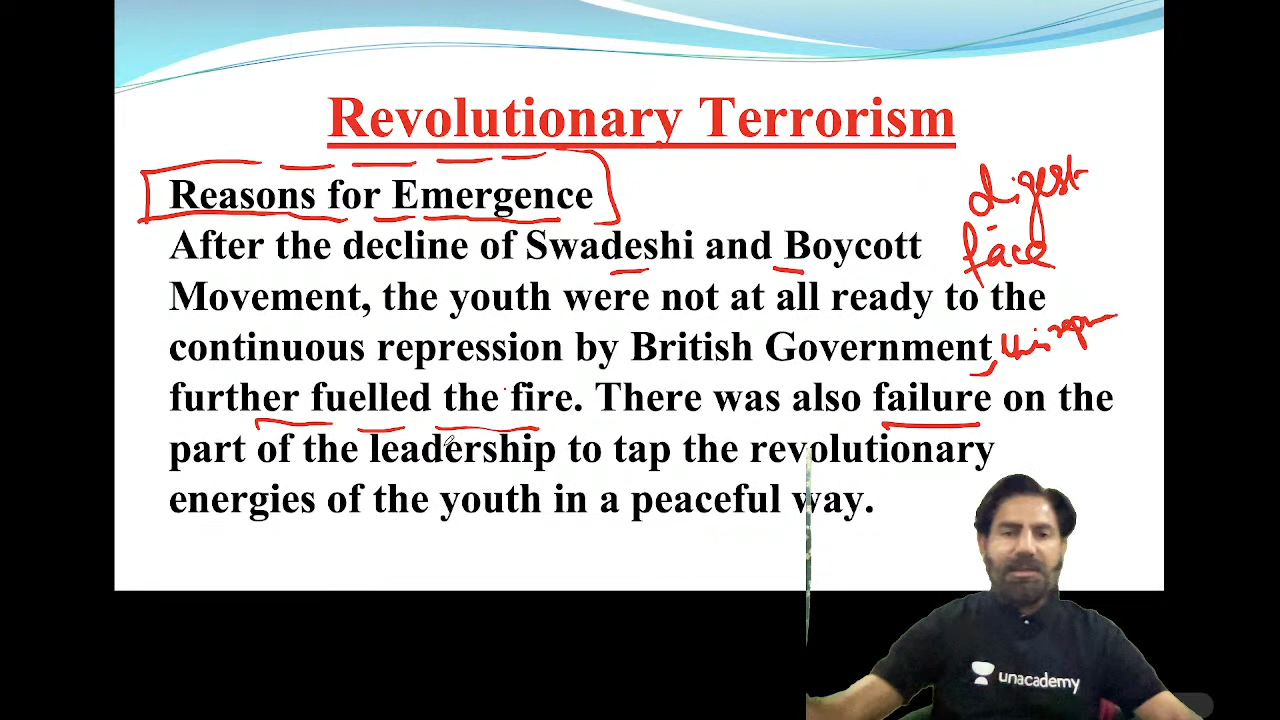 Revolutionary Terrorism
Reasons for Emergence
digest
After the decline of Swadeshi and Boycott
face
Movement, the youth were not at all ready to the
continuous repression by British Government
this
further fuelled the fire. There was also failure on the
part of the leadership to tap the revolutionary
energies of the youth in a peaceful way.
unacademy